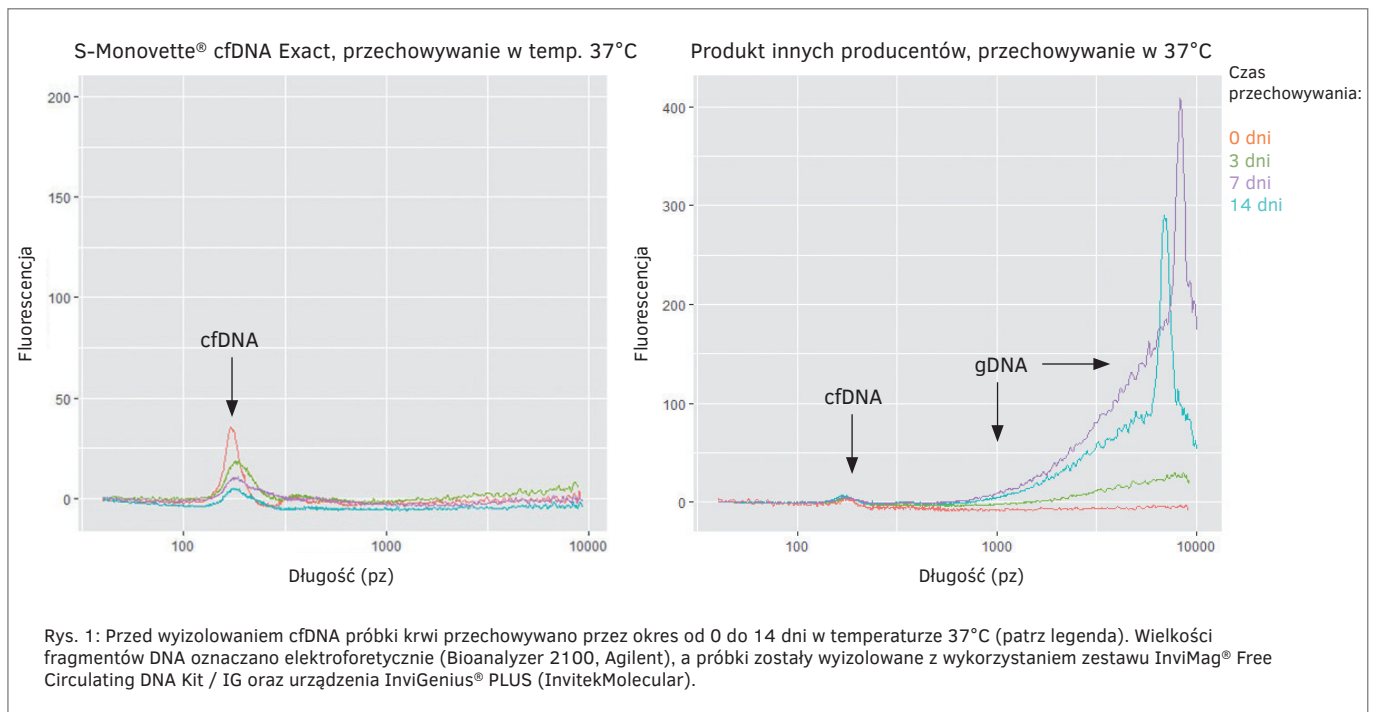 S-Monovette® cfDNA Exact, przechowywanie w temp. 37°C
200
150
100
50
0
Fluorescencja
cfDNA
100
1000
10000
Długość (pz)
Produkt innych producentów, przechowywanie w 37°C
400
300
200
100
0
Fluorescencja
cfDNA
gDNA
100
1000
10000
Długość (pz)
Czas
przechowywania:
0 dni
3 dni
7 dni
14 dni
Rys. 1: Przed wyizolowaniem cfDNA próbki krwi przechowywano przez okres od 0 do 14 dni w temperaturze 37°C (patrz legenda). Wielkości
fragmentów DNA oznaczano elektroforetycznie (Bioanalyzer 2100, Agilent), a próbki zostały wyizolowane z wykorzystaniem zestawu InviMag® Free
Circulating DNA Kit / IG oraz urządzenia InviGenius® PLUS (InvitekMolecular).